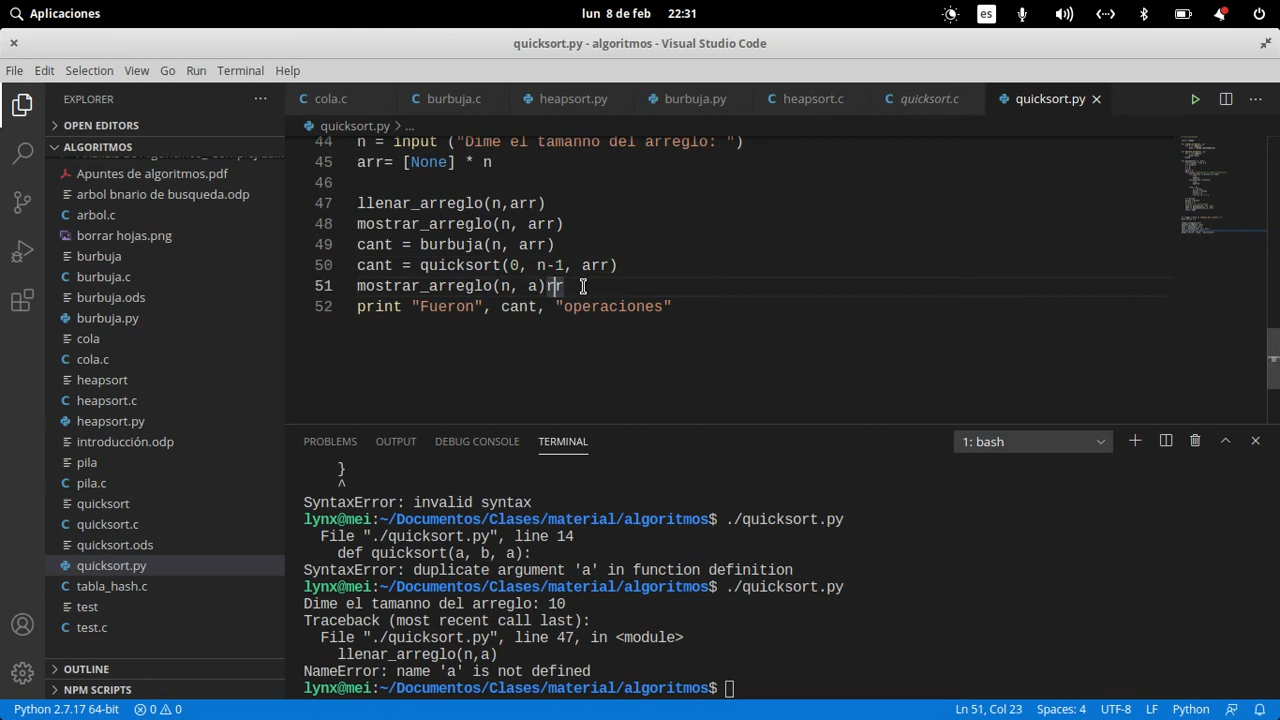 Aplicaciones
lun 8 de feb 22:31
es
quicksort.py - algoritmos - Visual Studio Code
File Edit Selection View Go Run Terminal Help
EXPLORER
cola.c burbuja.c heapsort.py burbuja.py heapsort.c quicksort.c quicksort.py
OPEN EDITORS
ALGORITMOS
Apuntes de algoritmos.pdf
arbol bnario de busqueda.odp
arbol.c
borrar hojas.png
burbuja
burbuja.c
burbuja.ods
burbuja.py
cola
cola.c
heapsort
heapsort.c
heapsort.py
introducción.odp
pila
pila.c
quicksort
quicksort.c
quicksort.ods
quicksort.py
tabla_hash.c
test
test.c
OUTLINE
NPM SCRIPTS
quicksort.py > ...
44 n = input ("Dime el tamanno del arreglo: ")
45 arr= [None] * n
46
47 llenar_arreglo(n,arr)
48 mostrar_arreglo(n, arr)
49 cant = burbuja(n, arr)
50 cant = quicksort(0, n-1, arr)
51 mostrar_arreglo(n, a)rr
52 print "Fueron", cant, "operaciones"
PROBLEMS OUTPUT DEBUG CONSOLE TERMINAL
1: bash
}
^
SyntaxError: invalid syntax
lynx@mei:~/Documentos/Clases/material/algoritmos$ ./quicksort.py
File "./quicksort.py", line 14
def quicksort(a, b, a):
SyntaxError: duplicate argument 'a' in function definition
lynx@mei:~/Documentos/Clases/material/algoritmos$ ./quicksort.py
Dime el tamanno del arreglo: 10
Traceback (most recent call last):
File "./quicksort.py", line 47, in <module>
llenar_arreglo(n,a)
NameError: name 'a' is not defined
lynx@mei:~/Documentos/Clases/material/algoritmos$
Python 2.7.17 64-bit 0 0
Ln 51, Col 23 Spaces: 4 UTF-8 LF Python